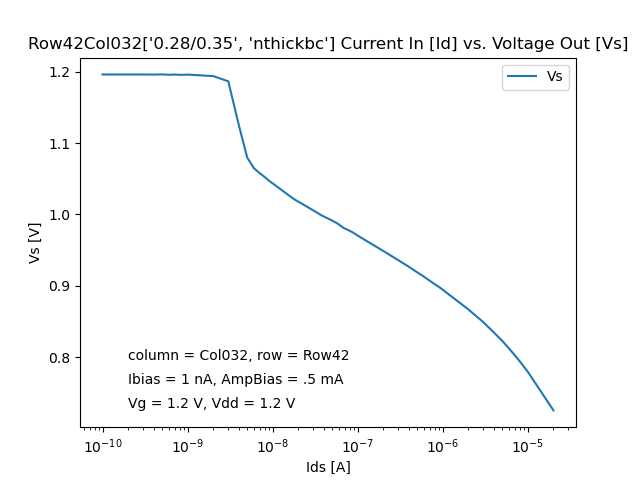 Row42Col032['0.28/0.35', 'nthickbc'] Current In [Id] vs. Voltage Out [Vs]
Vs
1.2
1.1
1.0
0.9
0.8
Vs [V]
column = Col032, row = Row42
Ibias = 1 nA, AmpBias = .5 mA
Vg = 1.2 V, Vdd = 1.2 V
10⁻¹⁰ 10⁻⁹ 10⁻⁸ 10⁻⁷ 10⁻⁶ 10⁻⁵
Ids [A]